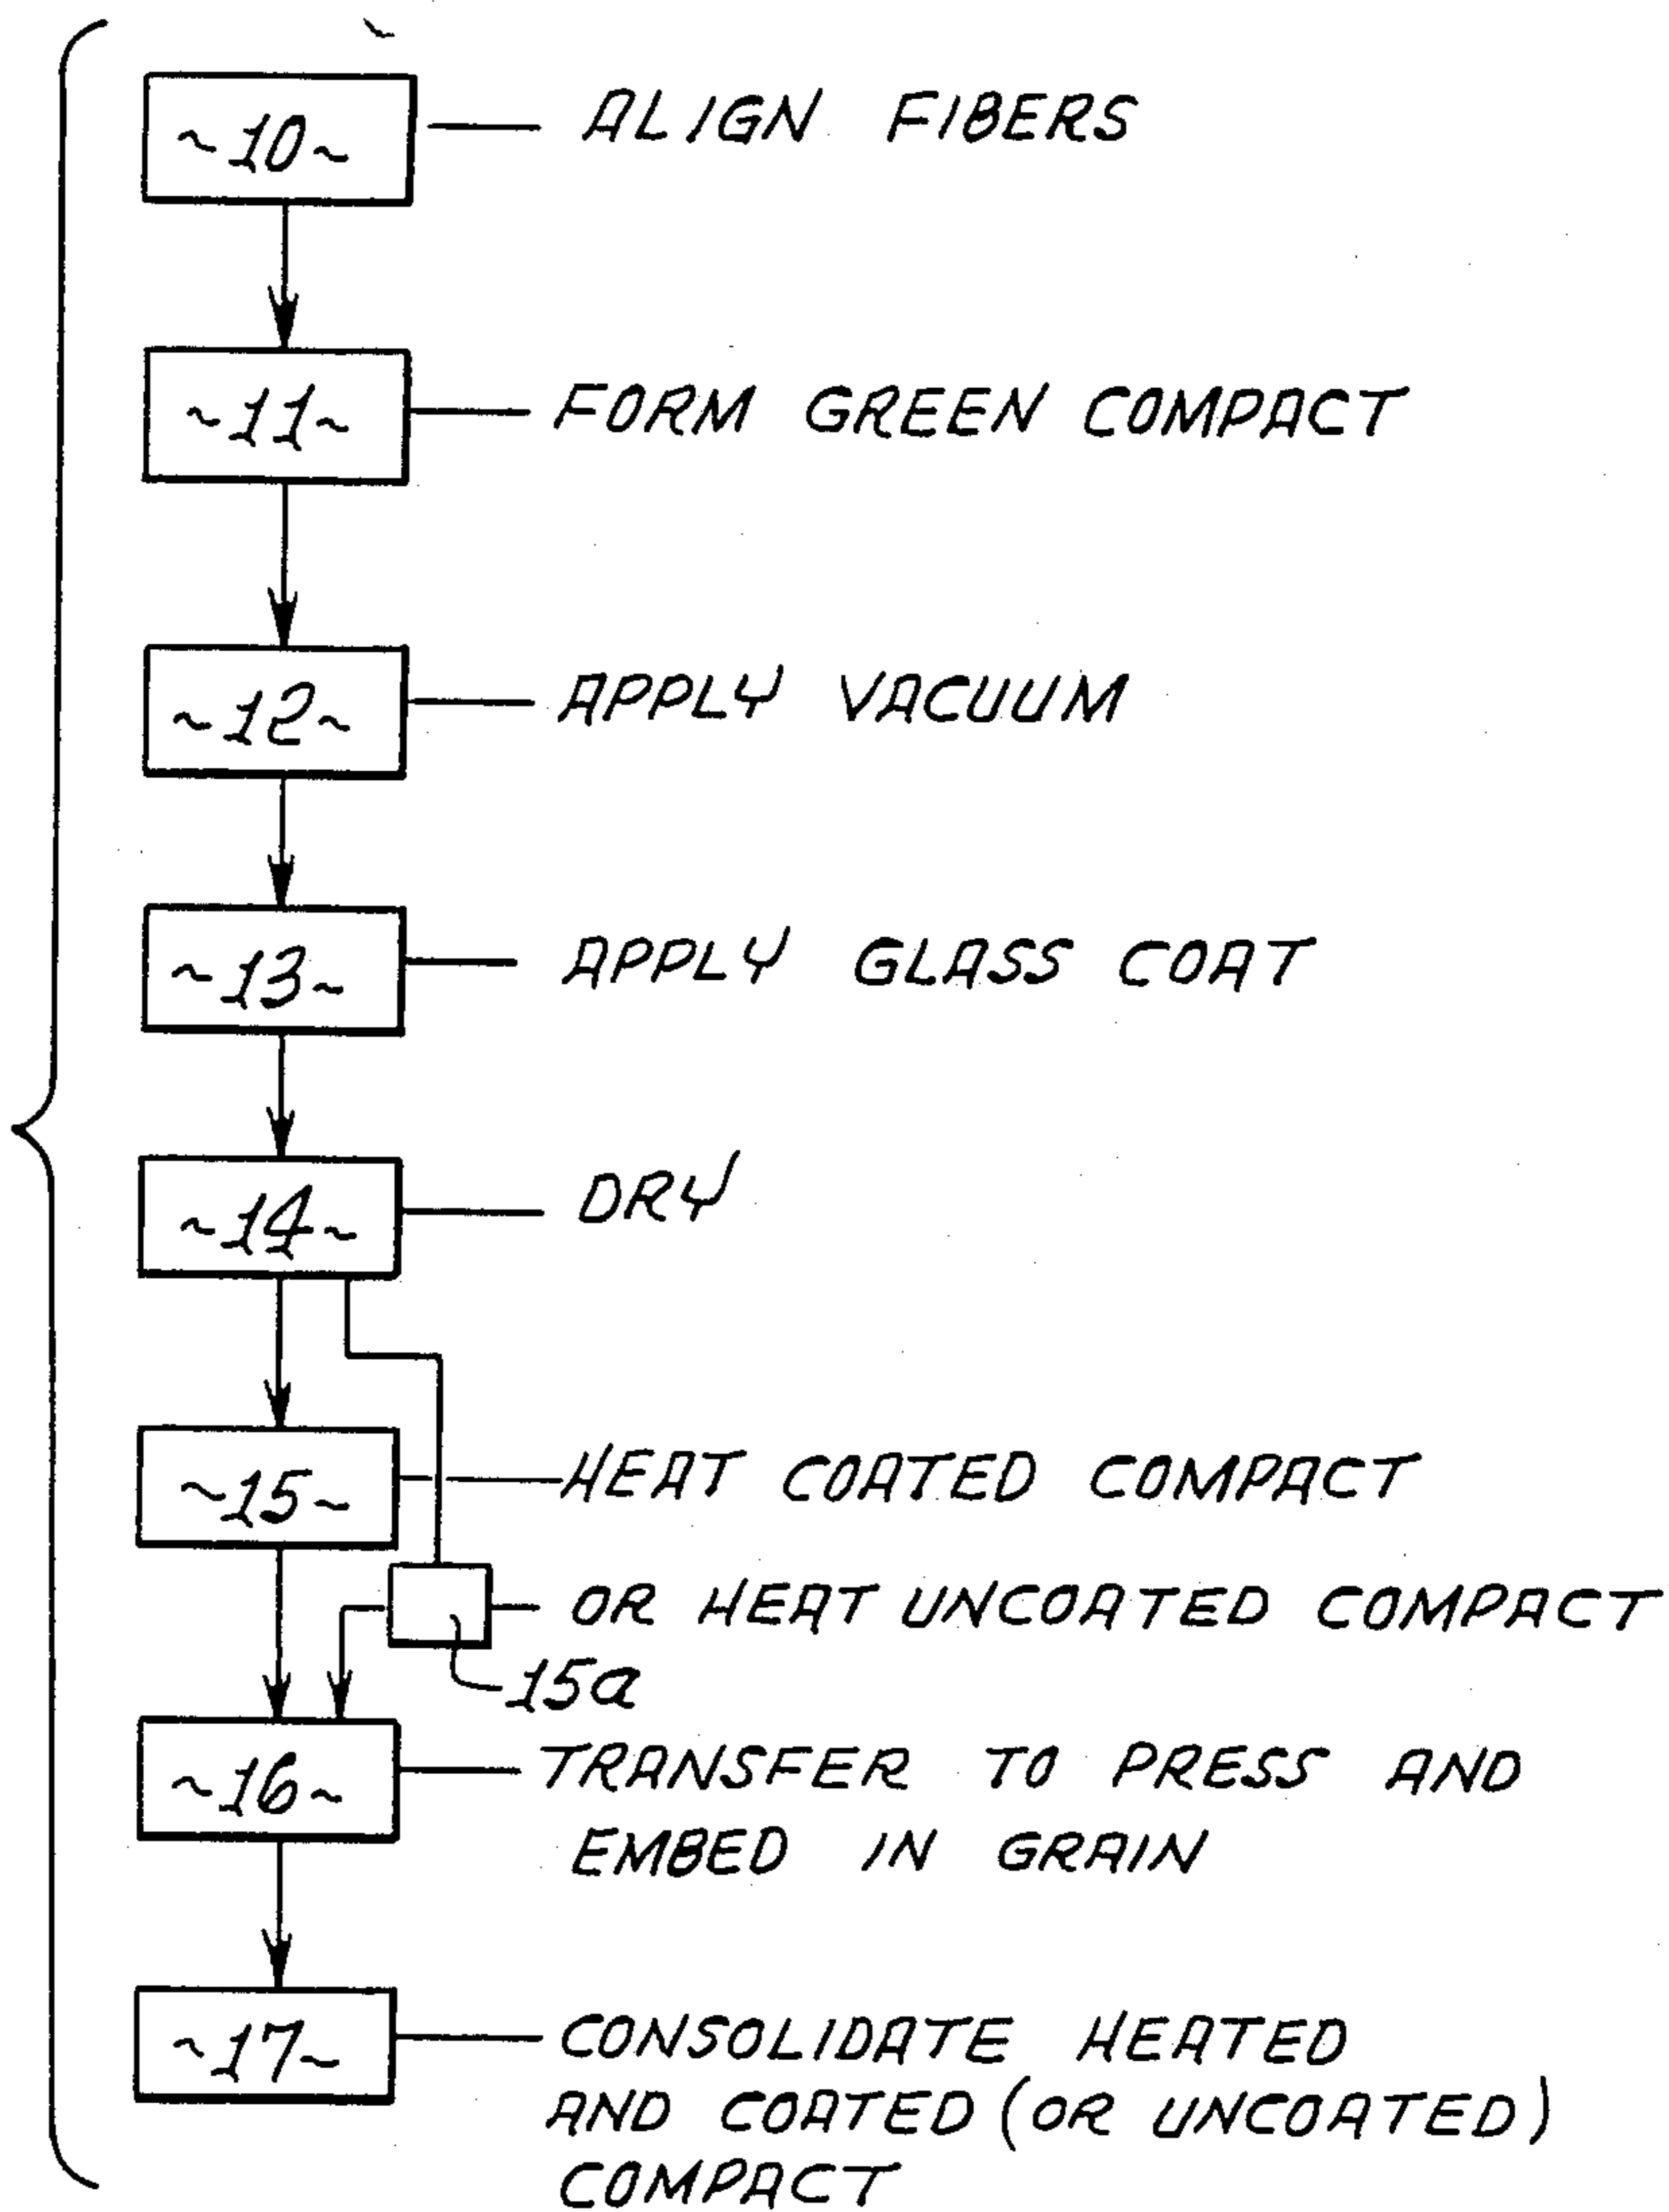 ~10~ ALIGN FIBERS
~11~ FORM GREEN COMPACT
~12~ APPLY VACUUM
~13~ APPLY GLASS COAT
~14~ DRY
~15~ HEAT COATED COMPACT
OR HEAT UNCOATED COMPACT
15a
~16~ TRANSFER TO PRESS AND
EMBED IN GRAIN
~17~ CONSOLIDATE HEATED
AND COATED (OR UNCOATED)
COMPACT